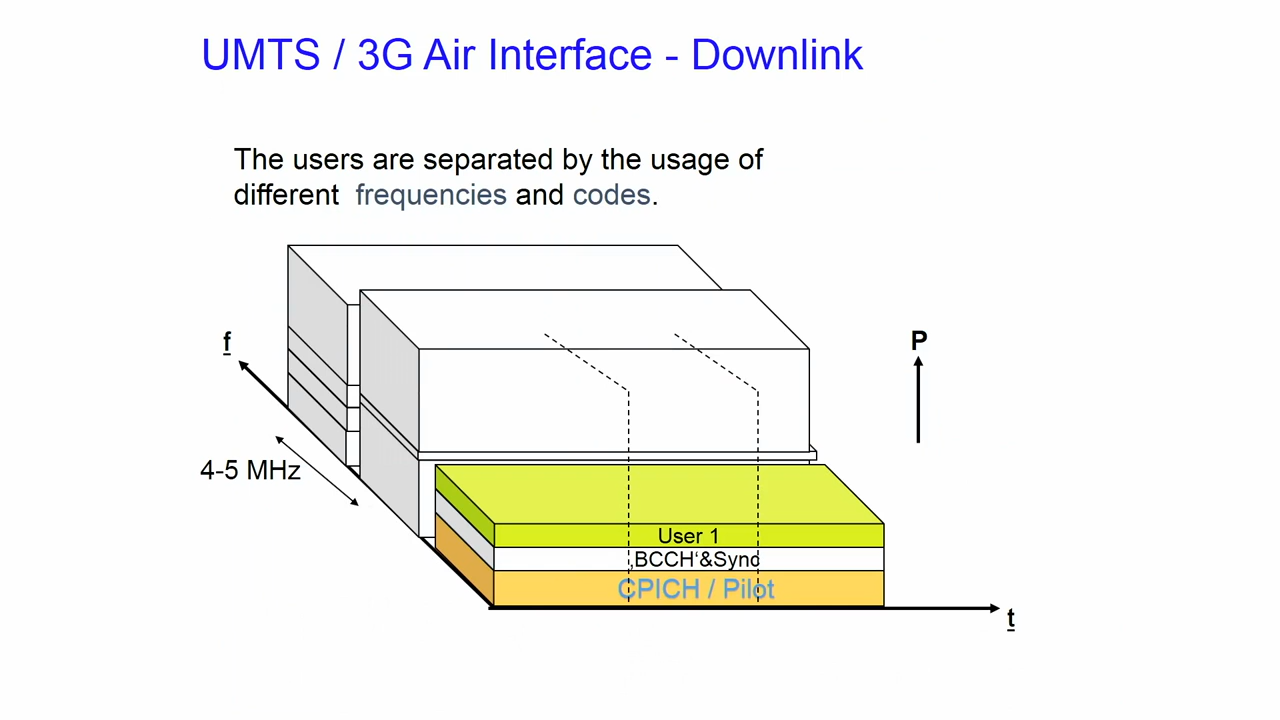 UMTS / 3G Air Interface - Downlink
The users are separated by the usage of
different frequencies and codes.
f
P
4-5 MHz
User 1
‚BCCH‘&Sync
CPICH / Pilot
t